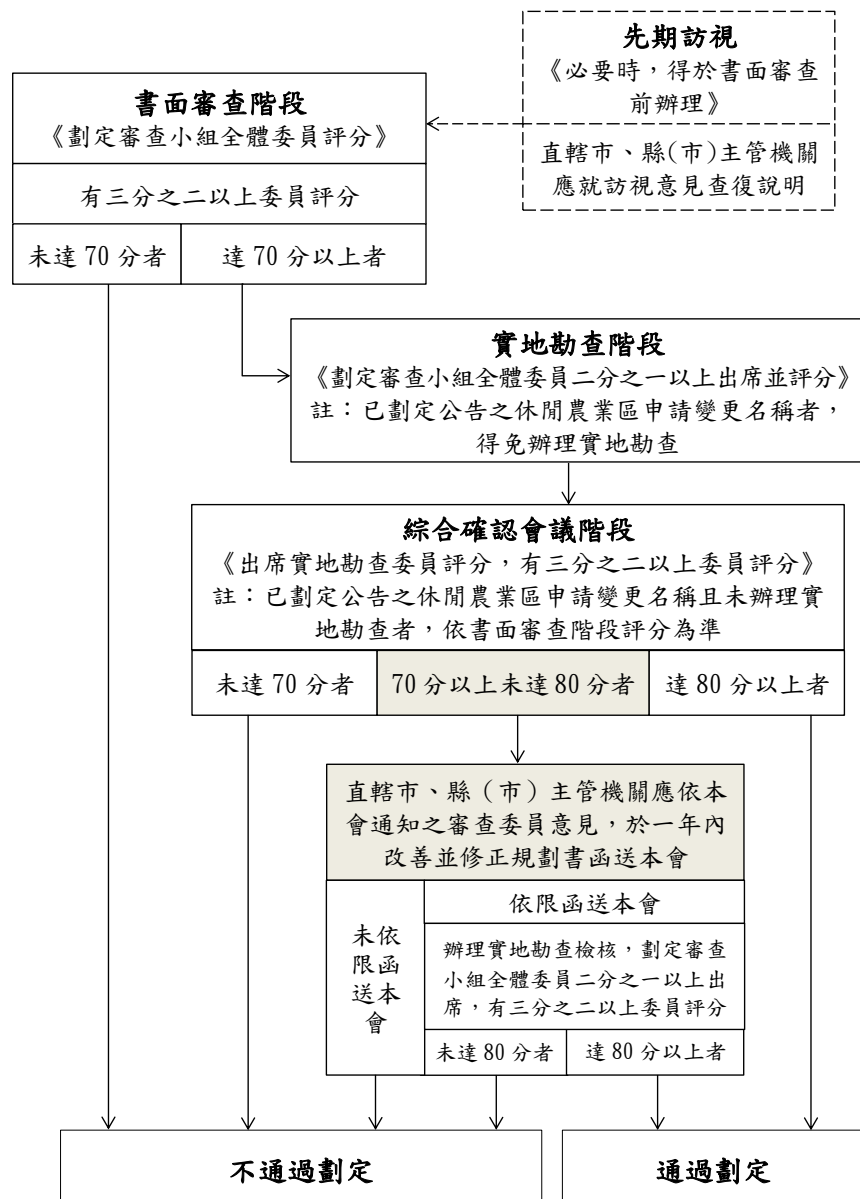 先期訪視
《必要時，得於書面審查
前辦理》
直轄市、縣(市)主管機關
應就訪視意見查復說明
書面審查階段
《劃定審查小組全體委員評分》
有三分之二以上委員評分
未達 70 分者
達 70 分以上者
實地勘查階段
《劃定審查小組全體委員二分之一以上出席並評分》
註：已劃定公告之休閒農業區申請變更名稱者，
得免辦理實地勘查
綜合確認會議階段
《出席實地勘查委員評分，有三分之二以上委員評分》
註：已劃定公告之休閒農業區申請變更名稱且未辦理實
地勘查者，依書面審查階段評分為準
未達 70 分者
70 分以上未達 80 分者
達 80 分以上者
直轄市、縣（市）主管機關應依本
會通知之審查委員意見，於一年內
改善並修正規劃書函送本會
未依
限函
送本
會
依限函送本會
辦理實地勘查檢核，劃定審查
小組全體委員二分之一以上出
席，有三分之二以上委員評分
未達 80 分者
達 80 分以上者
不通過劃定
通過劃定